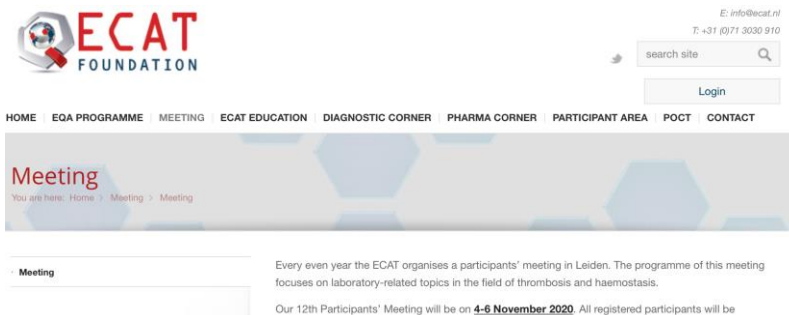 ECAT
FOUNDATION
E: info@ecat.nl
T: +31 (0)71 3030 910
search site
Login
HOME EQA PROGRAMME MEETING ECAT EDUCATION DIAGNOSTIC CORNER PHARMA CORNER PARTICIPANT AREA POCT CONTACT
Meeting
You are here: Home > Meeting > Meeting
Meeting
Every even year the ECAT organises a participants' meeting in Leiden. The programme of this meeting
focuses on laboratory-related topics in the field of thrombosis and haemostasis.
Our 12th Participants' Meeting will be on 4-6 November 2020. All registered participants will be